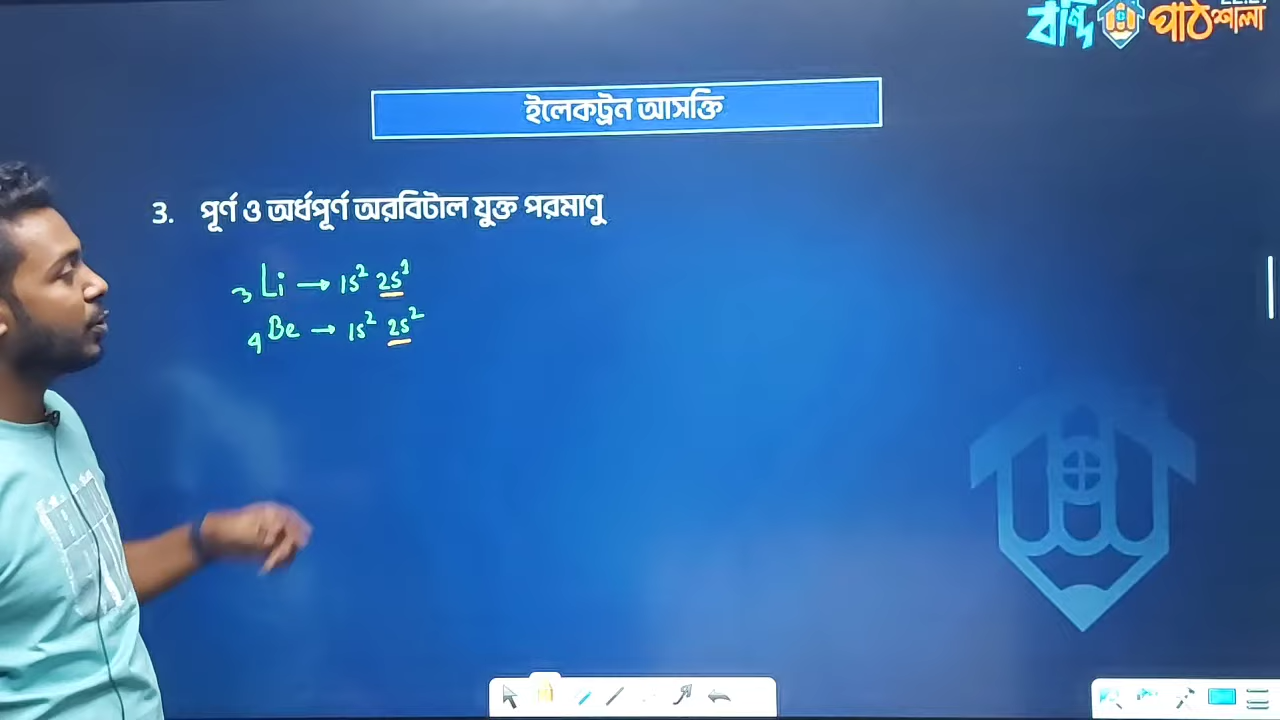 বন্দি পাঠশালা
ইলেকট্রন আসক্তি
3. পূর্ণ ও অর্ধপূর্ণ অরবিটাল যুক্ত পরমাণু
₃Li → 1s² 2s¹
₄Be → 1s² 2s²